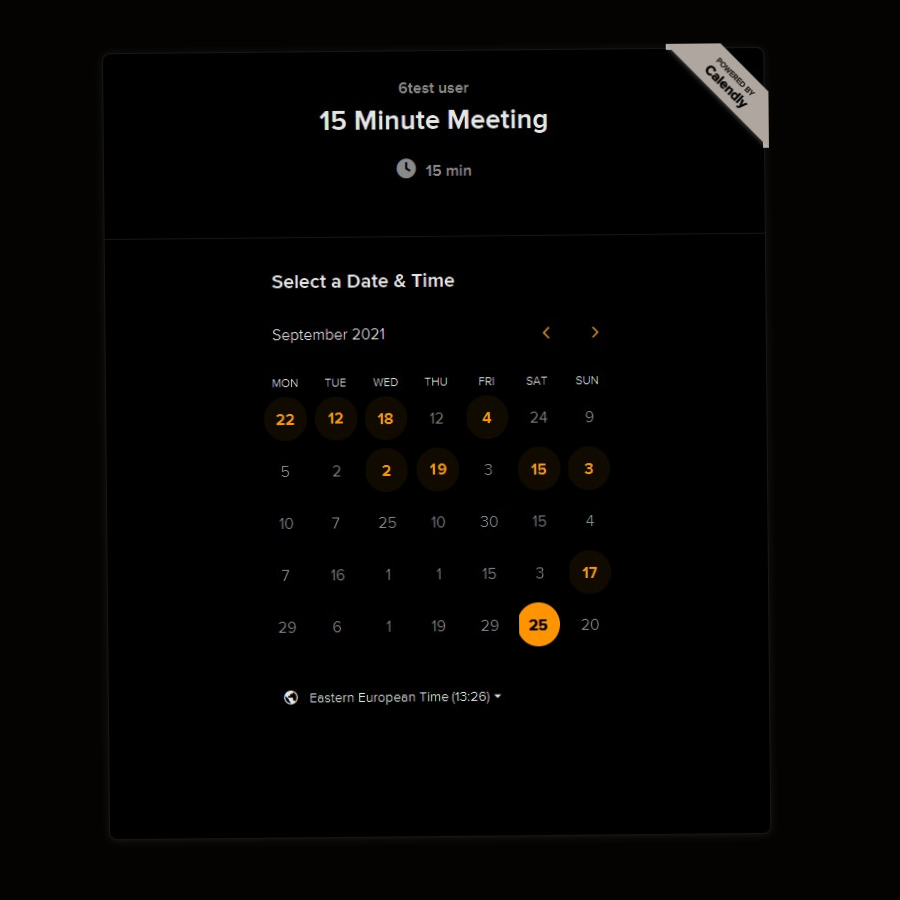 POWERED BY
Calendly
6test user
15 Minute Meeting
15 min
Select a Date & Time
September 2021
MON TUE WED THU FRI SAT SUN
22 12 18 12 4 24 9
5 2 2 19 3 15 3
10 7 25 10 30 15 4
7 16 1 1 15 3 17
29 6 1 19 29 25 20
Eastern European Time (13:26)